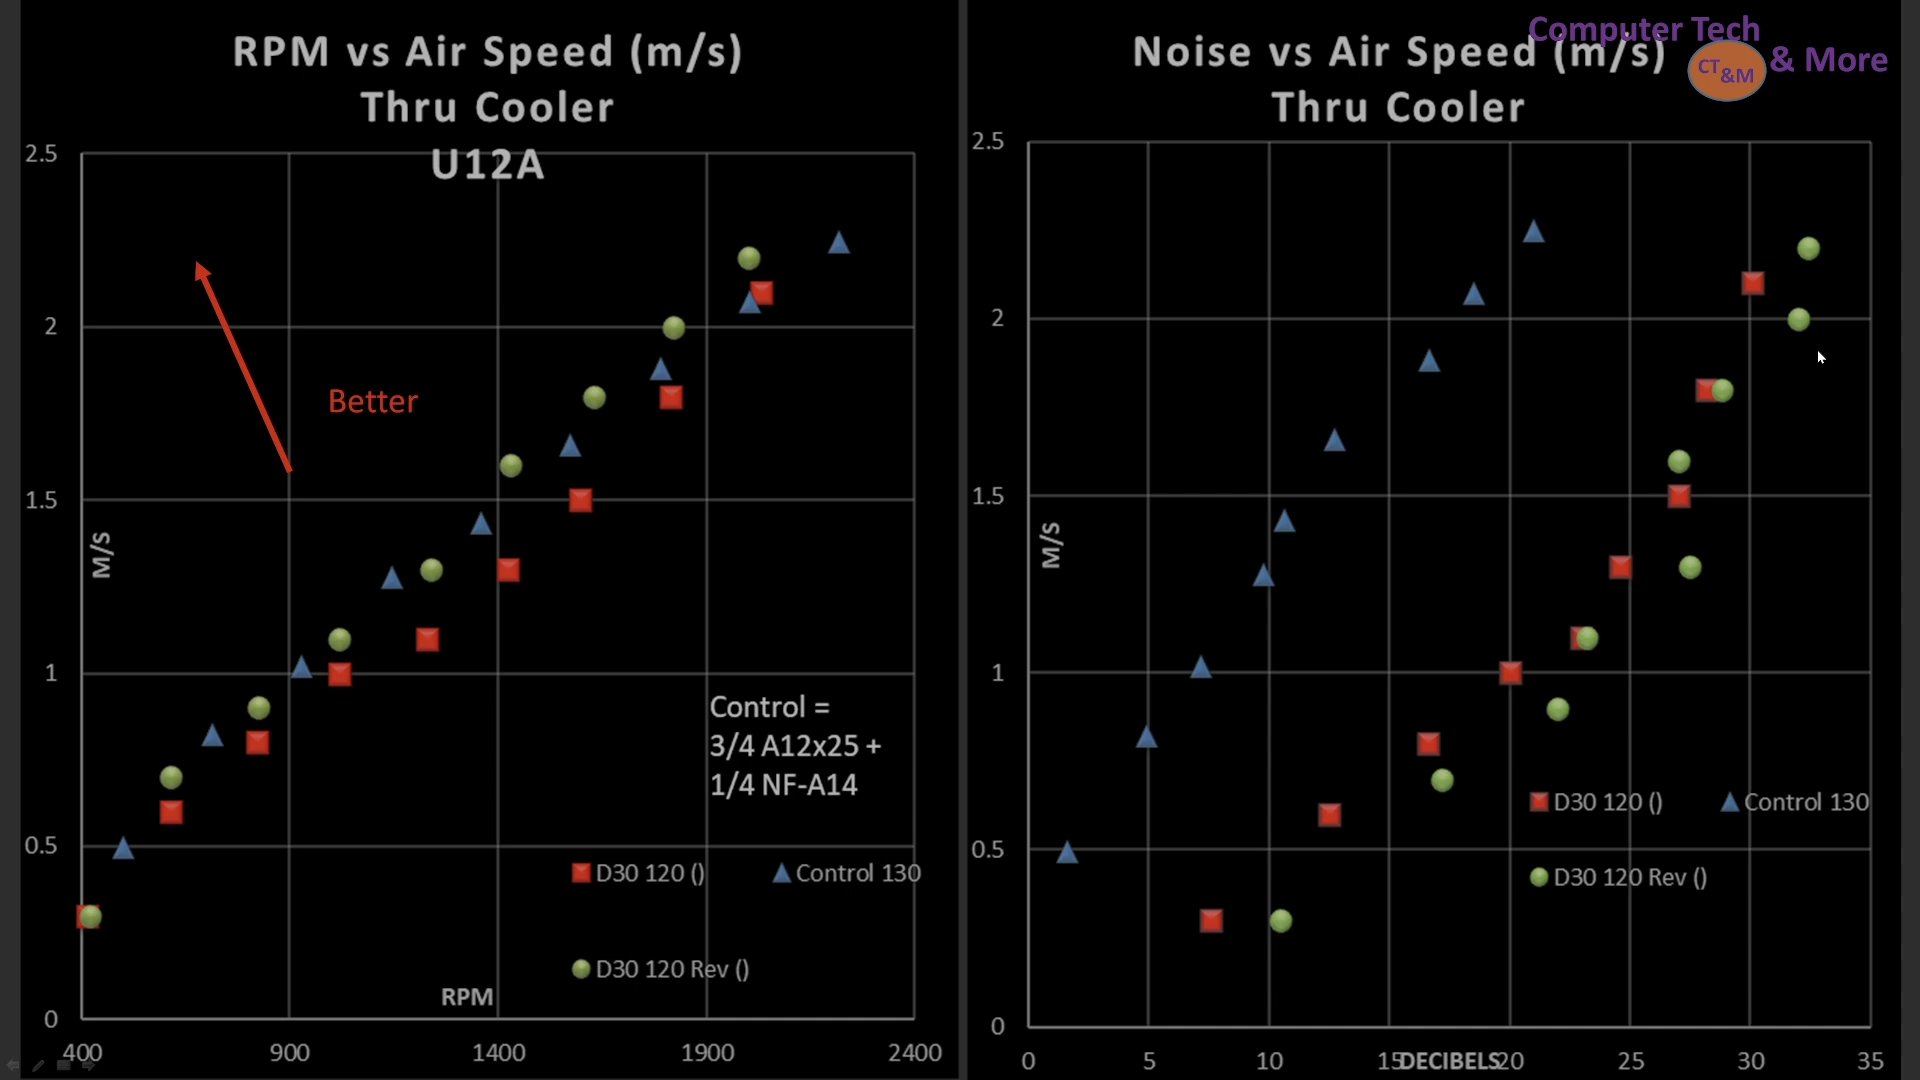 RPM vs Air Speed (m/s)
Thru Cooler
U12A
2.5
2
1.5
1
0.5
0
M/S
Better
Control =
3/4 A12x25 +
1/4 NF-A14
D30 120 ()
Control 130
D30 120 Rev ()
RPM
400
900
1400
1900
2400
Noise vs Air Speed (m/s)
Thru Cooler
Computer Tech
CT
&M
& More
2.5
2
1.5
1
0.5
0
M/S
D30 120 ()
Control 130
D30 120 Rev ()
0
5
10
15
DECIBELS
20
25
30
35